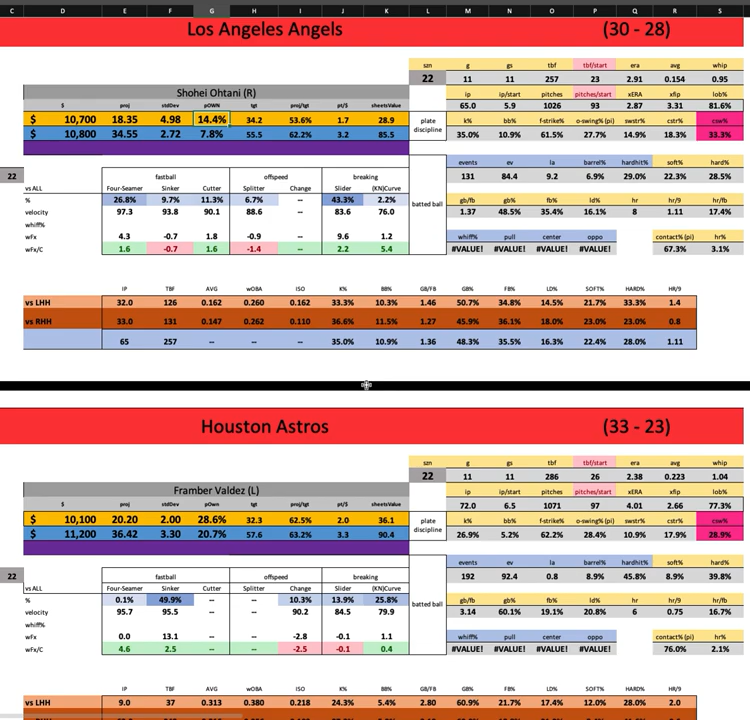 C D E F G H I J K L M N O P Q R S
Los Angeles Angels (30 - 28)
szn g gs tbf tbf/start era avg whip
22 11 11 257 23 2.91 0.154 0.95
Shohei Ohtani (R)
ip ip/start pitches pitches/start xERA xfip lob%
65.0 5.9 1026 93 2.87 3.31 81.6%
$ proj stdDev pOWN tgt proj/tgt pt/$ sheetsValue
$ 10,700 18.35 4.98 14.4% 34.2 53.6% 1.7 28.9
$ 10,800 34.55 2.72 7.8% 55.5 62.2% 3.2 85.5
plate discipline
k% bb% f-strike% o-swing% (pi) swstr% cstr% csw%
35.0% 10.9% 61.5% 27.7% 14.9% 18.3% 33.3%
events ev la barrel% hardhit% soft% hard%
131 84.4 9.2 6.9% 29.0% 22.3% 28.5%
22 fastball offspeed breaking
vs ALL Four-Seamer Sinker Cutter Splitter Change Slider (KN)Curve
% 26.8% 9.7% 11.3% 6.7% -- 43.3% 2.2%
velocity 97.3 93.8 90.1 88.6 -- 83.6 76.0
whiff%
wFx 4.3 -0.7 1.8 -0.9 -- 9.6 1.2
wFx/C 1.6 -0.7 1.6 -1.4 -- 2.2 5.4
batted ball
gb/fb gb% fb% ld% hr hr/9 hr/fb
1.37 48.5% 35.4% 16.1% 8 1.11 17.4%
whiff% pull center oppo contact% (pi) hr%
#VALUE! #VALUE! #VALUE! #VALUE! 67.3% 3.1%
IP TBF AVG wOBA ISO K% BB% GB/FB GB% FB% LD% SOFT% HARD% HR/9
vs LHH 32.0 126 0.162 0.260 0.162 33.3% 10.3% 1.46 50.7% 34.8% 14.5% 21.7% 33.3% 1.4
vs RHH 33.0 131 0.147 0.262 0.110 36.6% 11.5% 1.27 45.9% 36.1% 18.0% 23.0% 23.0% 0.8
65 257 -- -- -- 35.0% 10.9% 1.36 48.3% 35.5% 16.3% 22.4% 28.0% 1.11
Houston Astros (33 - 23)
szn g gs tbf tbf/start era avg whip
22 11 11 286 26 2.38 0.223 1.04
Framber Valdez (L)
ip ip/start pitches pitches/start xERA xfip lob%
72.0 6.5 1071 97 4.01 2.66 77.3%
$ proj stdDev pOwn tgt proj/tgt pt/$ sheetsValue
$ 10,100 20.20 2.00 28.6% 32.3 62.5% 2.0 36.1
$ 11,200 36.42 3.30 20.7% 57.6 63.2% 3.3 90.4
plate discipline
k% bb% f-strike% o-swing% (pi) swstr% cstr% csw%
26.9% 5.2% 62.2% 28.4% 10.9% 17.9% 28.9%
events ev la barrel% hardhit% soft% hard%
192 92.4 0.8 8.9% 45.8% 8.9% 39.8%
22 fastball offspeed breaking
vs ALL Four-Seamer Sinker Cutter Splitter Change Slider (KN)Curve
% 0.1% 49.9% -- -- 10.3% 13.9% 25.8%
velocity 95.7 95.5 -- -- 90.2 84.5 79.9
whiff%
wFx 0.0 13.1 -2.8 -0.1 1.1
wFx/C 4.6 2.5 -- -- -2.5 -0.1 0.4
batted ball
gb/fb gb% fb% ld% hr hr/9 hr/fb
3.14 60.1% 19.1% 20.8% 6 0.75 16.7%
whiff% pull center oppo contact% (pi) hr%
#VALUE! #VALUE! #VALUE! #VALUE! 76.0% 2.1%
IP TBF AVG wOBA ISO K% BB% GB/FB GB% FB% LD% SOFT% HARD% HR/9
vs LHH 9.0 37 0.313 0.380 0.218 24.3% 5.4% 2.80 60.9% 21.7% 17.4% 12.0% 28.0% 2.0